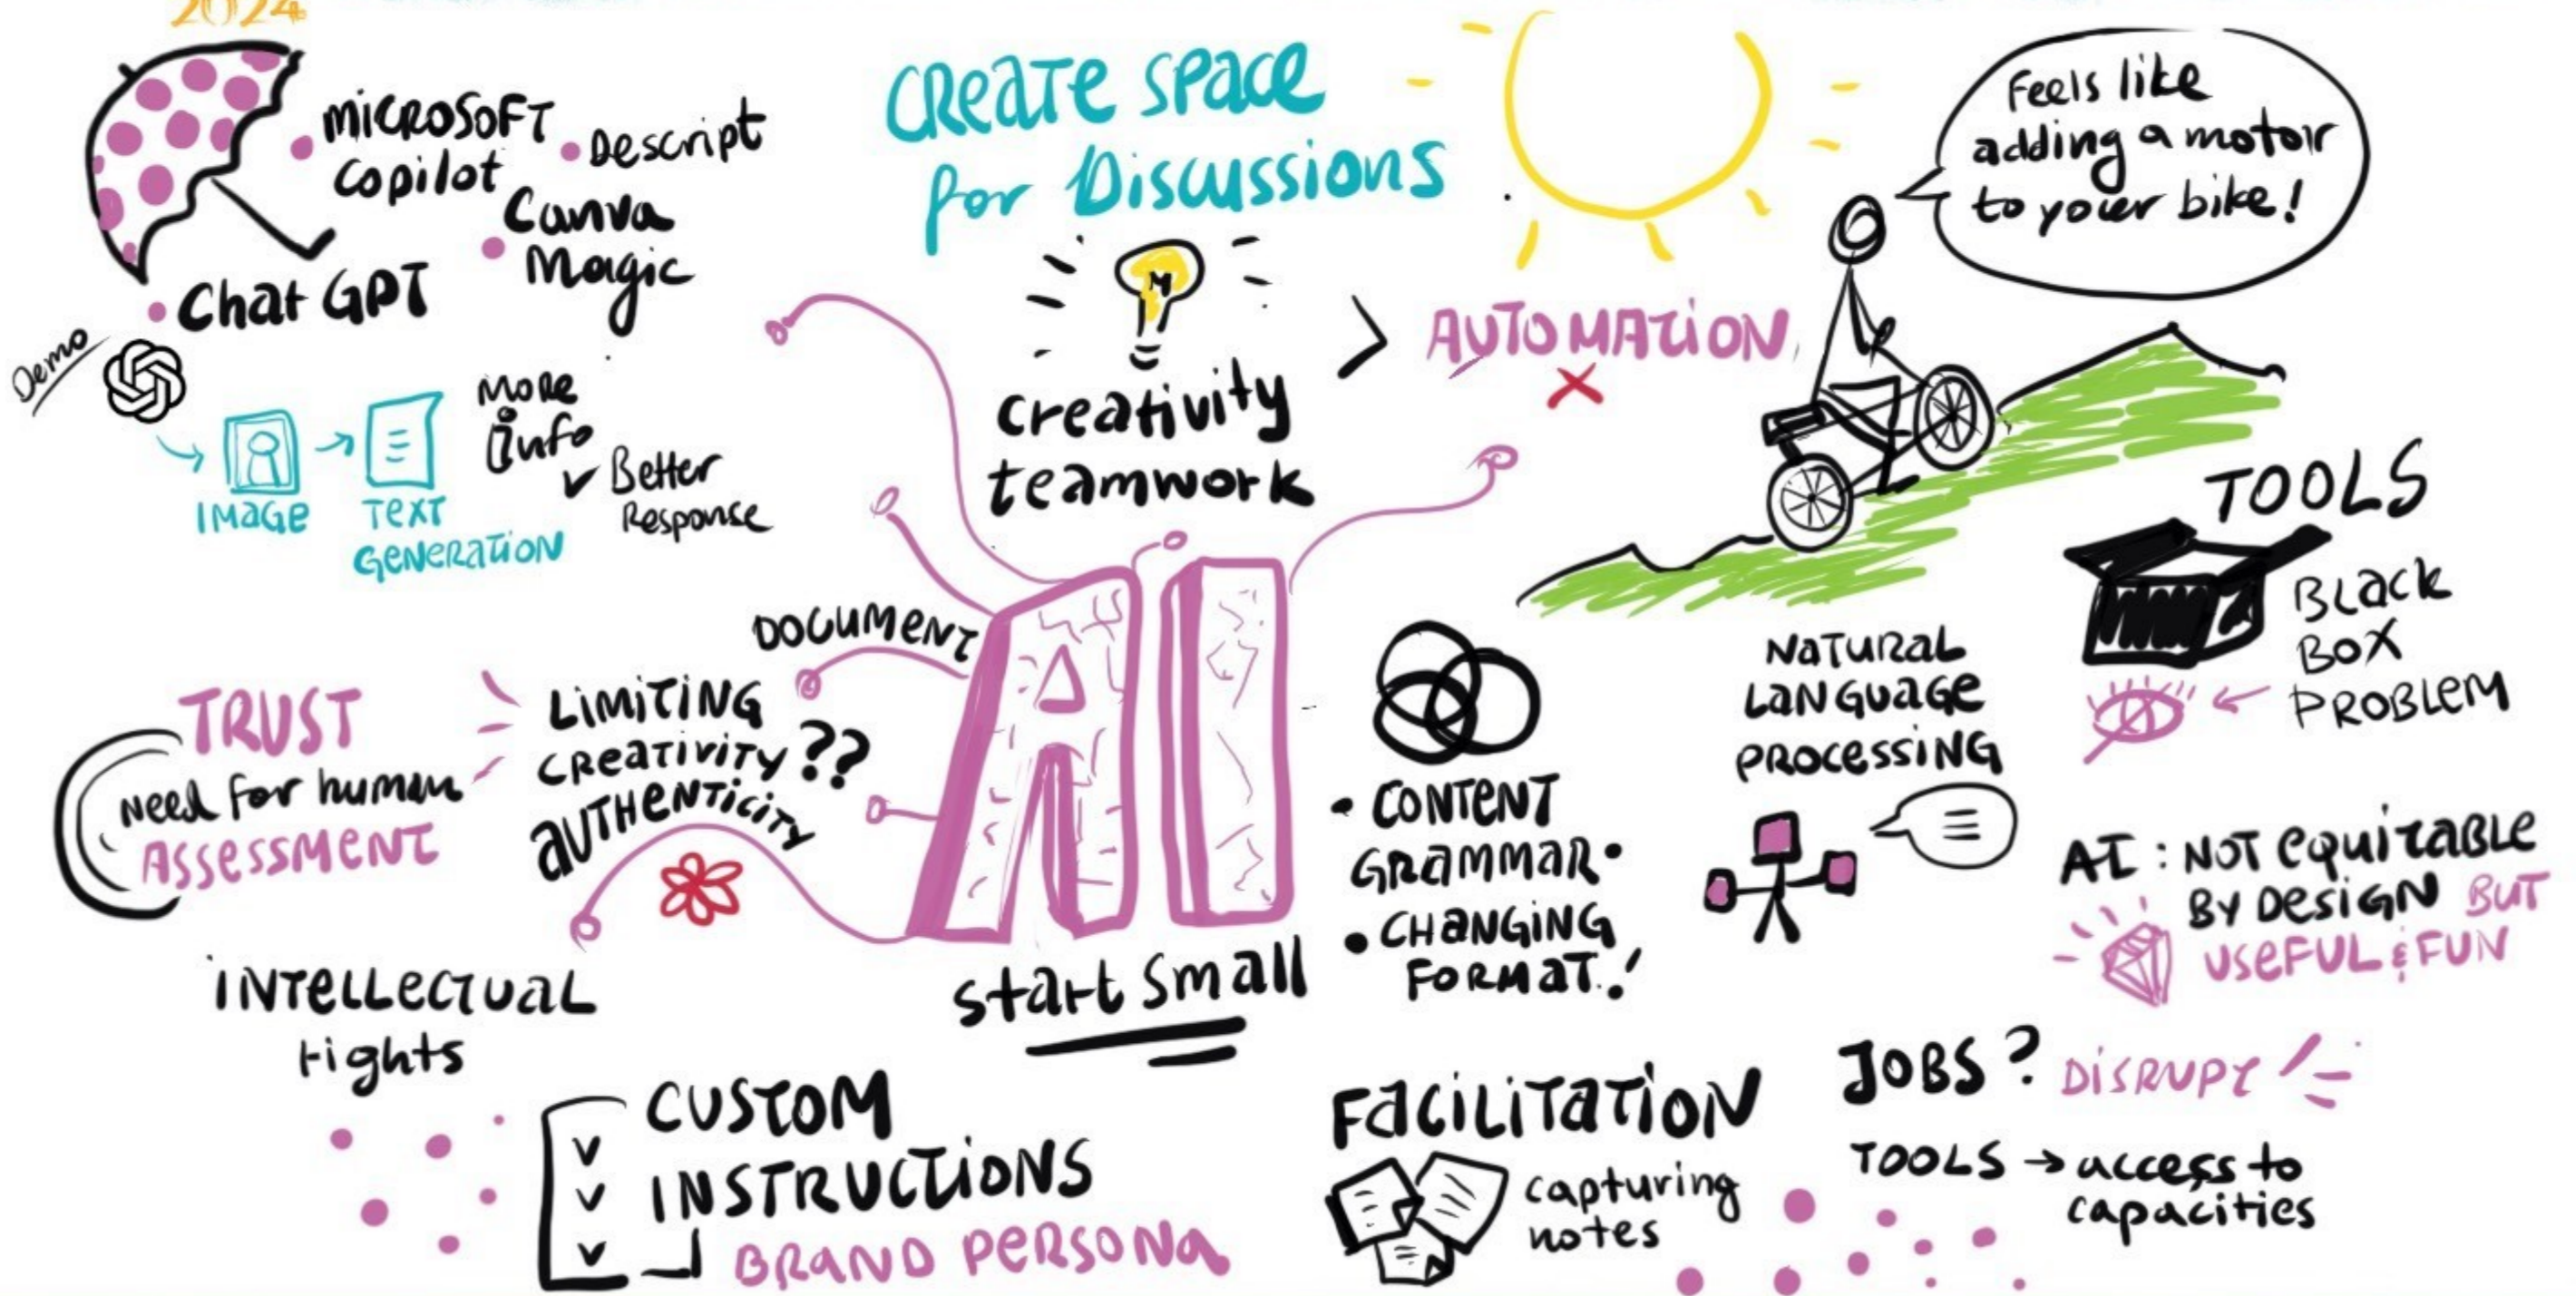 2024
MICROSOFT
Copilot
Descript
Canva
Magic
Chat GPT
Demo
IMAGE
TEXT
GENERATION
MORE
info
Better
Response
CREATE SPACE
for Discussions
creativity
teamwork
>
AUTOMATION
Feels like
adding a motor
to your bike!
TOOLS
BLACK
BOX
PROBLEM
DOCUMENT
TRUST
Need for human
ASSESSMENT
LIMITING
CREATIVITY ??
AUTHENTICITY
AI
start small
INTELLECTUAL
rights
• CONTENT
GRAMMAR •
• CHANGING
FORMAT!
NATURAL
LANGUAGE
PROCESSING
AI: NOT equitable
BY DESIGN BUT
USEFUL & FUN
CUSTOM
INSTRUCTIONS
BRAND PERSONA
FACILITATION
capturing
notes
JOBS? DISRUPT
TOOLS → access to
capacities